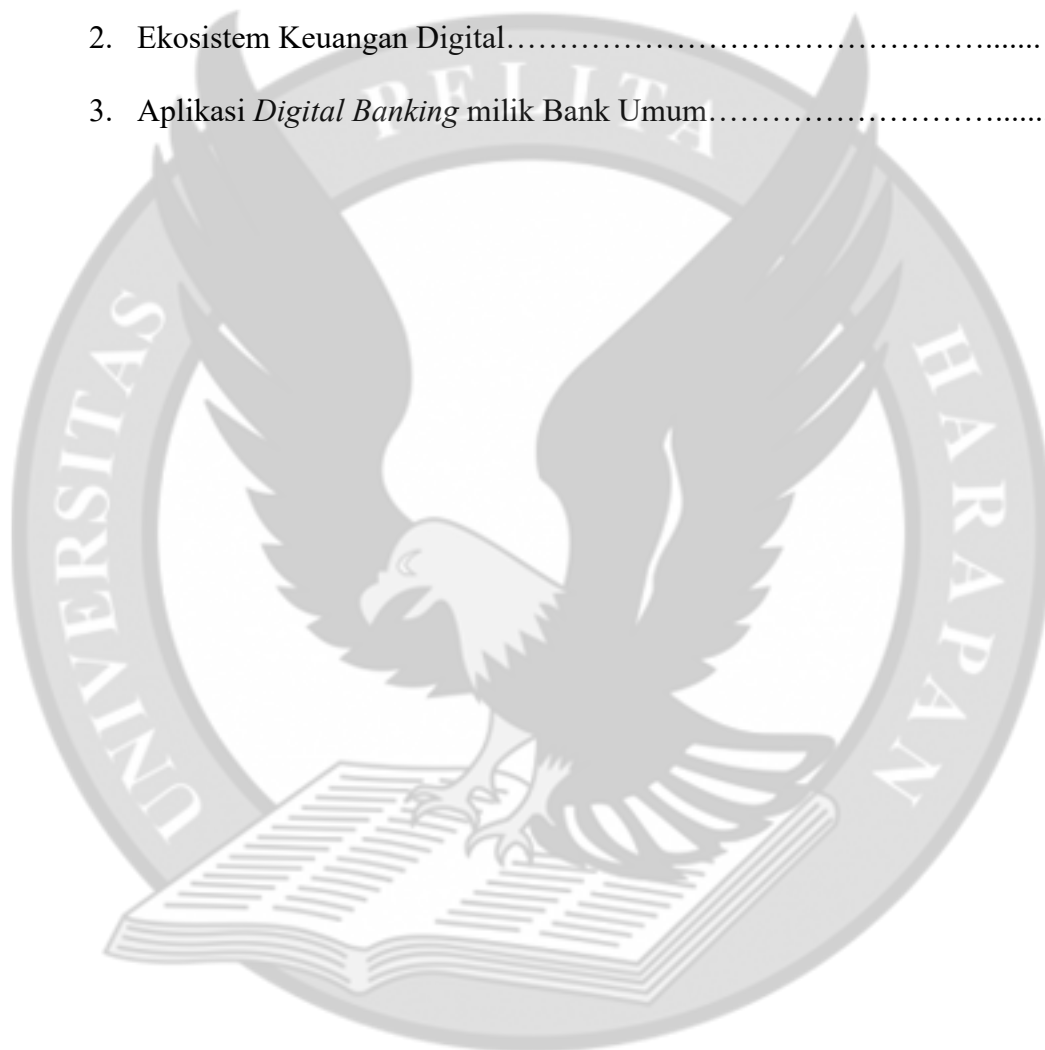 2. Ekosistem Keuangan Digital……………………………………….......
3. Aplikasi Digital Banking milik Bank Umum……………………….......
UNIVERSITAS PELITA HARAPAN